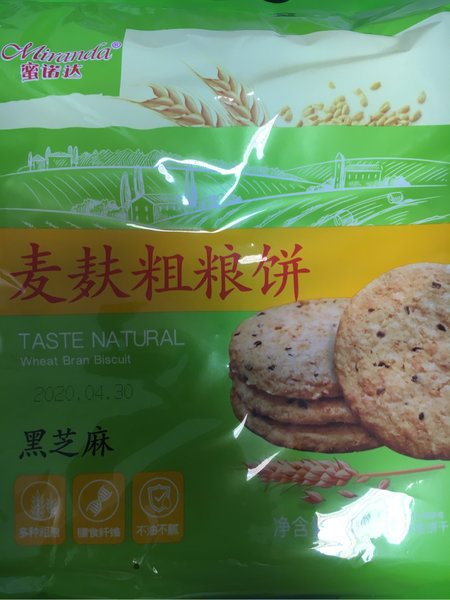 Miranda®
蜜诺达
麦麸粗粮饼
TASTE NATURAL
Wheat Bran Biscuit
2020.04.30
黑芝麻
多种粗粮
膳食纤维
不油不腻
净含